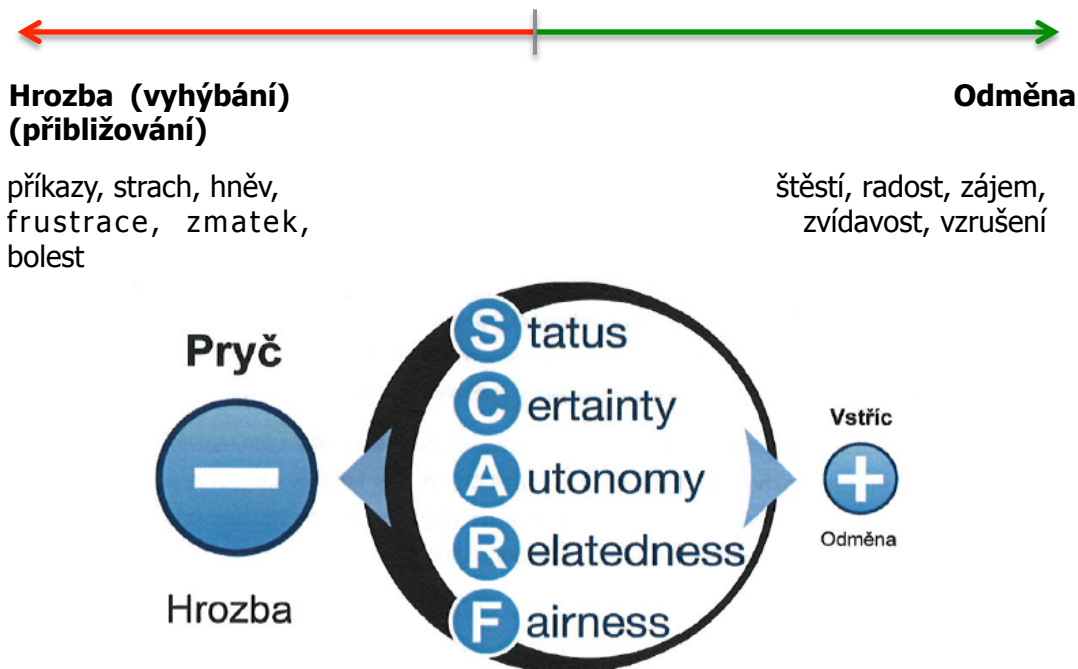 Hrozba (vyhýbání) Odměna
(přibližování)
příkazy, strach, hněv,
frustrace, zmatek,
bolest
štěstí, radost, zájem,
zvídavost, vzrušení
Pryč
Hrozba
Status
Certainty
Autonomy
Relatedness
Fairness
Vstříc
Odměna